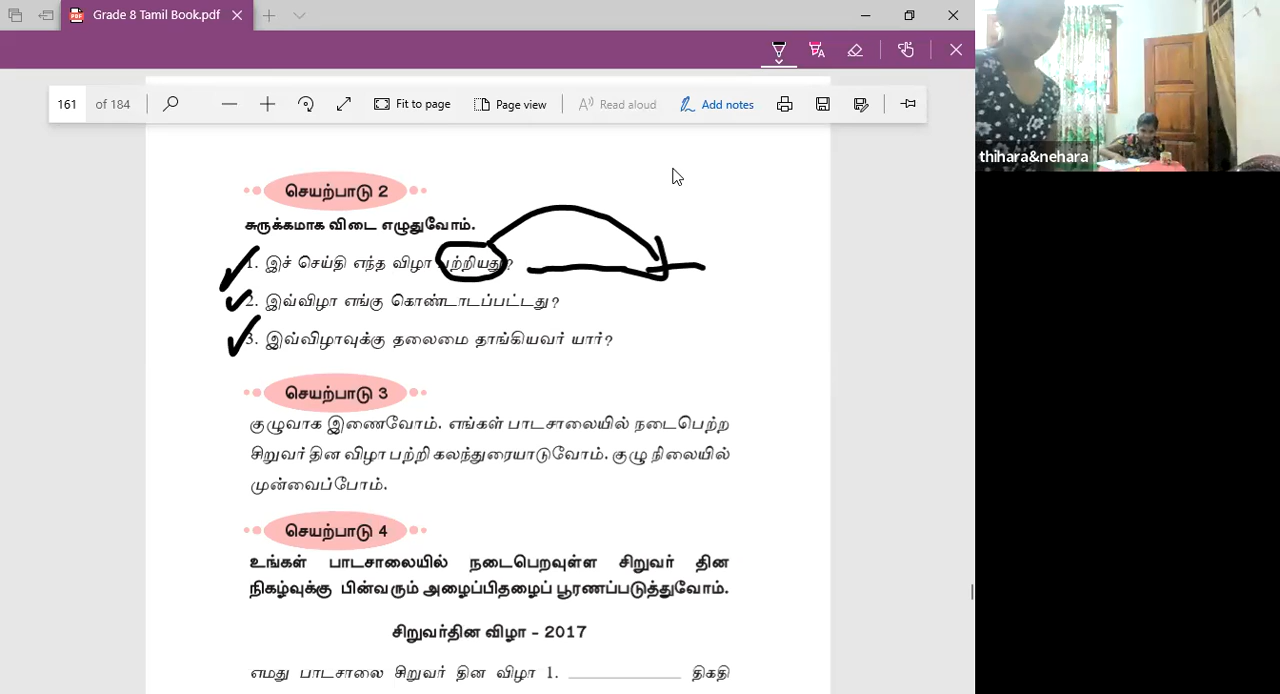 Grade 8 Tamil Book.pdf
161 of 184
Fit to page
Page view
Read aloud
Add notes
thihara&nehara
செயற்பாடு 2
சுருக்கமாக விடை எழுதுவோம்.
1. இச் செய்தி எந்த விழா பற்றியது?
2. இவ்விழா எங்கு கொண்டாடப்பட்டது?
3. இவ்விழாவுக்கு தலைமை தாங்கியவர் யார்?
செயற்பாடு 3
குழுவாக இணைவோம். எங்கள் பாடசாலையில் நடைபெற்ற
சிறுவர் தின விழா பற்றி கலந்துரையாடுவோம். குழு நிலையில்
முன்வைப்போம்.
செயற்பாடு 4
உங்கள் பாடசாலையில் நடைபெறவுள்ள சிறுவர் தின
நிகழ்வுக்கு பின்வரும் அழைப்பிதழைப் பூரணப்படுத்துவோம்.
சிறுவர்தின விழா - 2017
எமது பாடசாலை சிறுவர் தின விழா 1. ____________ திகதி